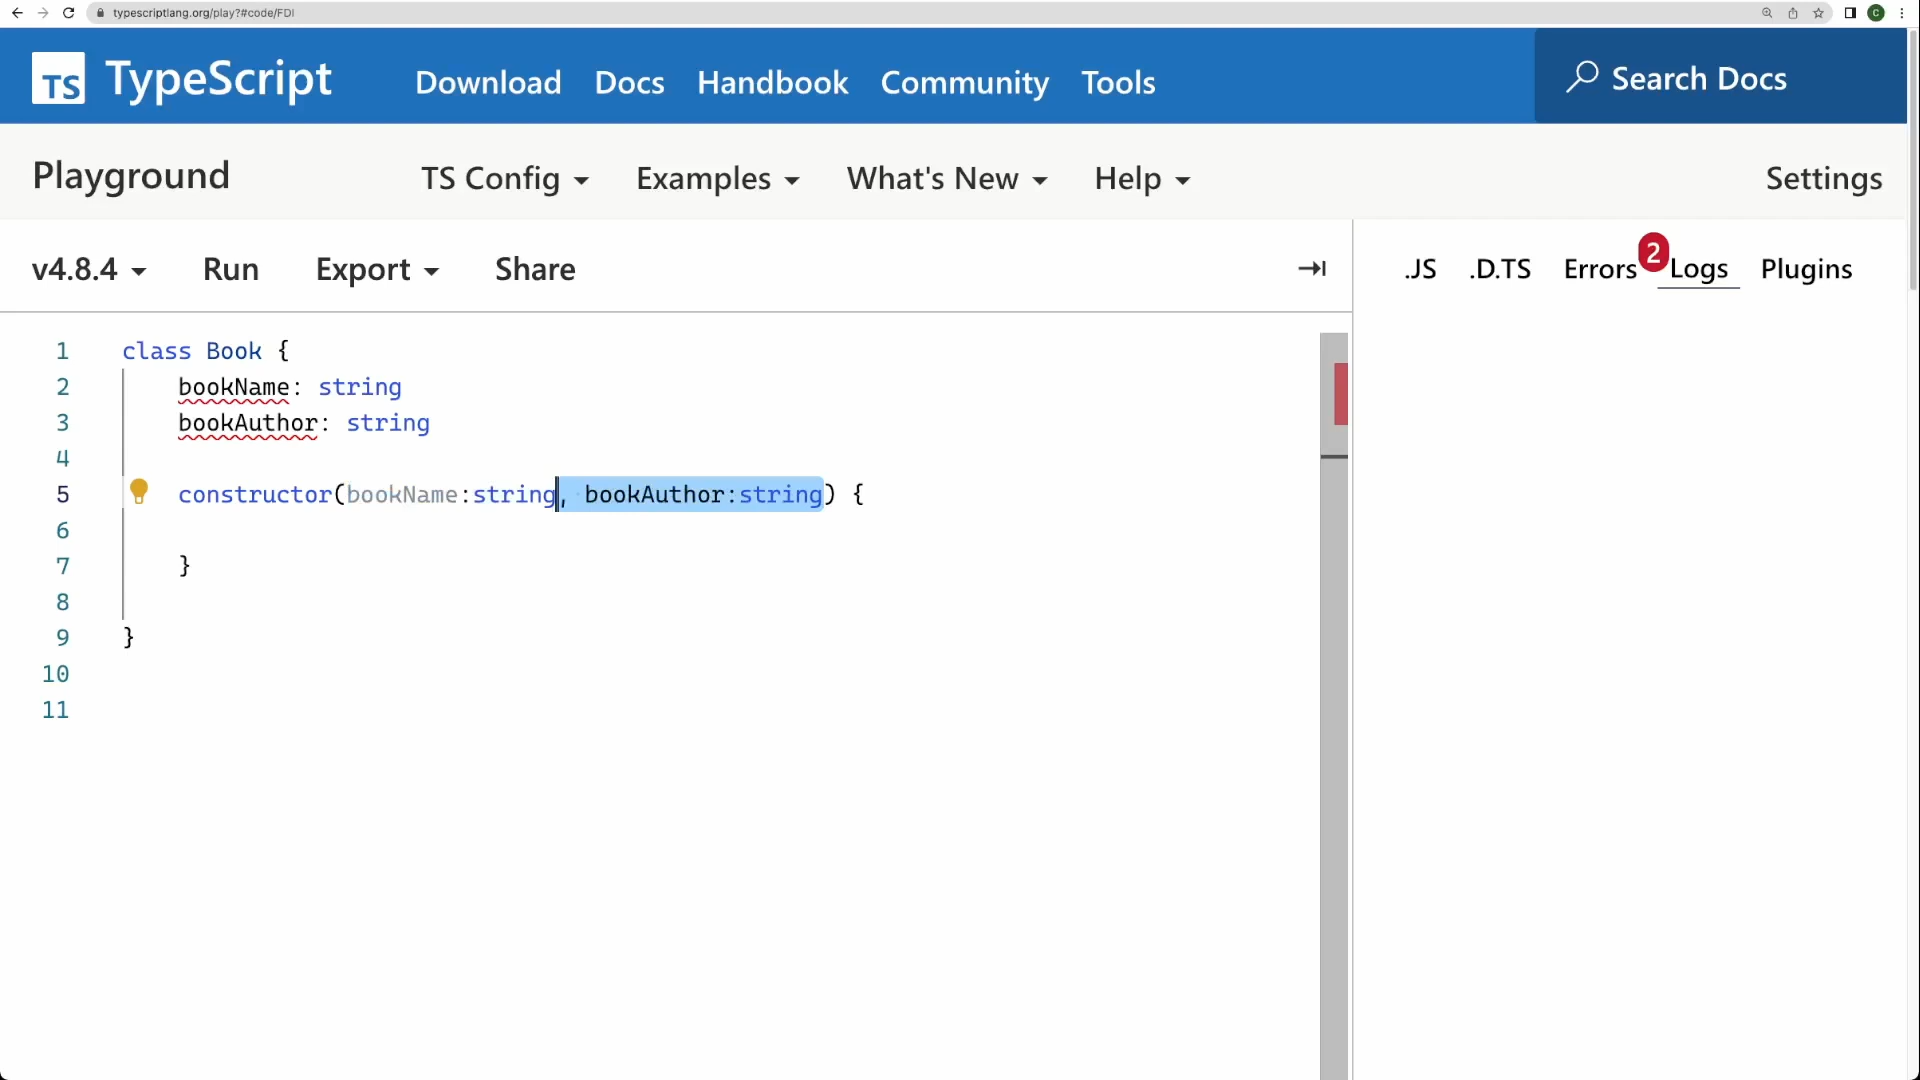 typescriptlang.org/play?#code/FDI
C
TS TypeScript Download Docs Handbook Community Tools Search Docs
Playground TS Config Examples What's New Help Settings
v4.8.4 Run Export Share .JS .D.TS Errors 2 Logs Plugins
1 class Book {
2 bookName: string
3 bookAuthor: string
4
5 constructor(bookName:string, bookAuthor:string) {
6
7 }
8
9 }
10
11